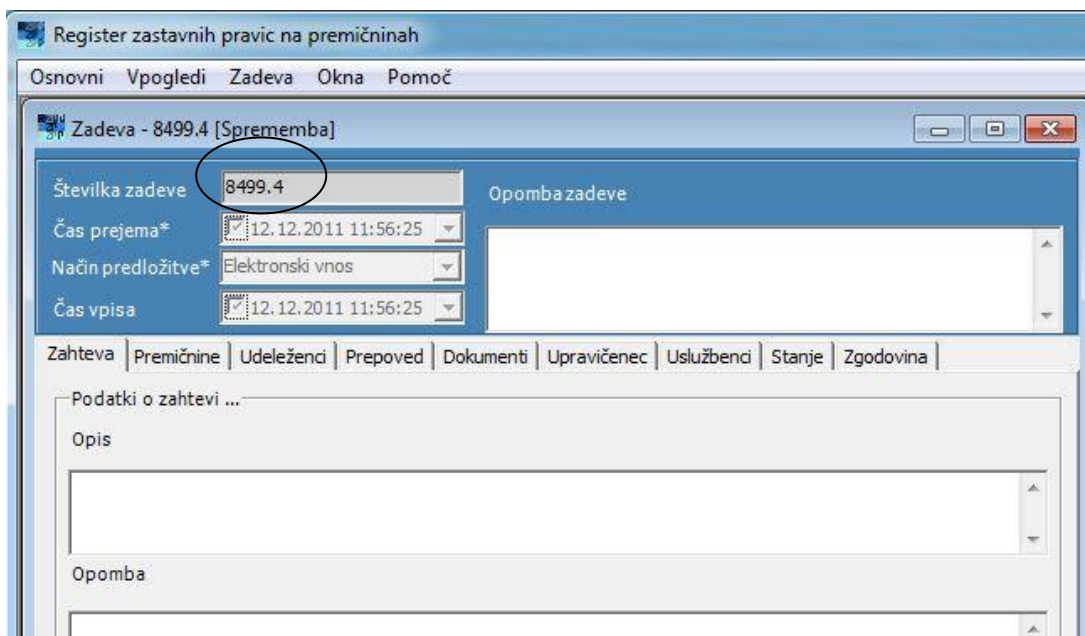 Register zastavnih pravic na premičninah
Osnovni Vpogledi Zadeva Okna Pomoč
Zadeva - 8499.4 [Sprememba]
Številka zadeve 8499.4 Opomba zadeve
Čas prejema* 12.12.2011 11:56:25
Način predložitve* Elektronski vnos
Čas vpisa 12.12.2011 11:56:25
Zahteva Premičnine Udeleženci Prepoved Dokumenti Upravičenec Uslužbenci Stanje Zgodovina
Podatki o zahtevi ...
Opis
Opomba